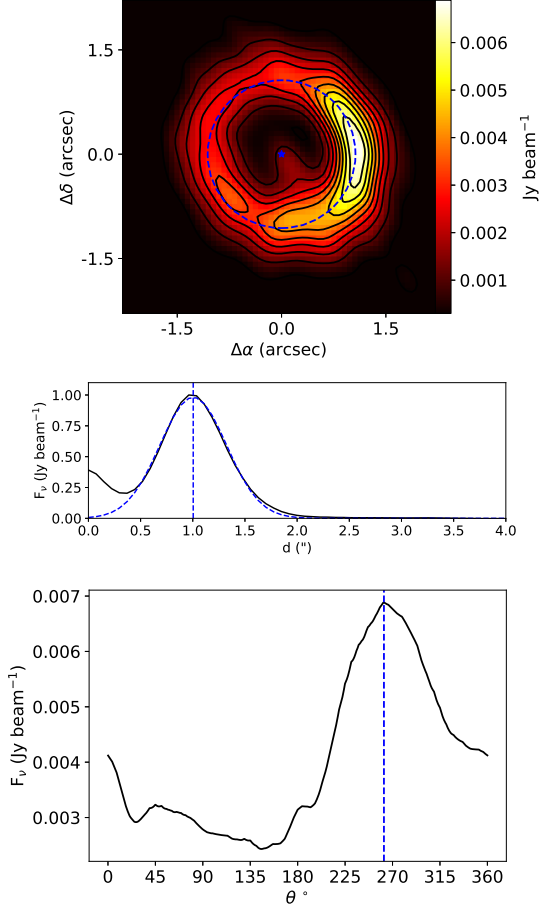 1.5
0.0
-1.5
Δδ (arcsec)
-1.5 0.0 1.5
Δα (arcsec)
0.006
0.005
0.004
0.003
0.002
0.001
Jy beam⁻¹
1.00
0.75
0.50
0.25
0.00
Fν (Jy beam⁻¹)
0.0 0.5 1.0 1.5 2.0 2.5 3.0 3.5 4.0
d (")
0.007
0.006
0.005
0.004
0.003
Fν (Jy beam⁻¹)
0 45 90 135 180 225 270 315 360
θ °